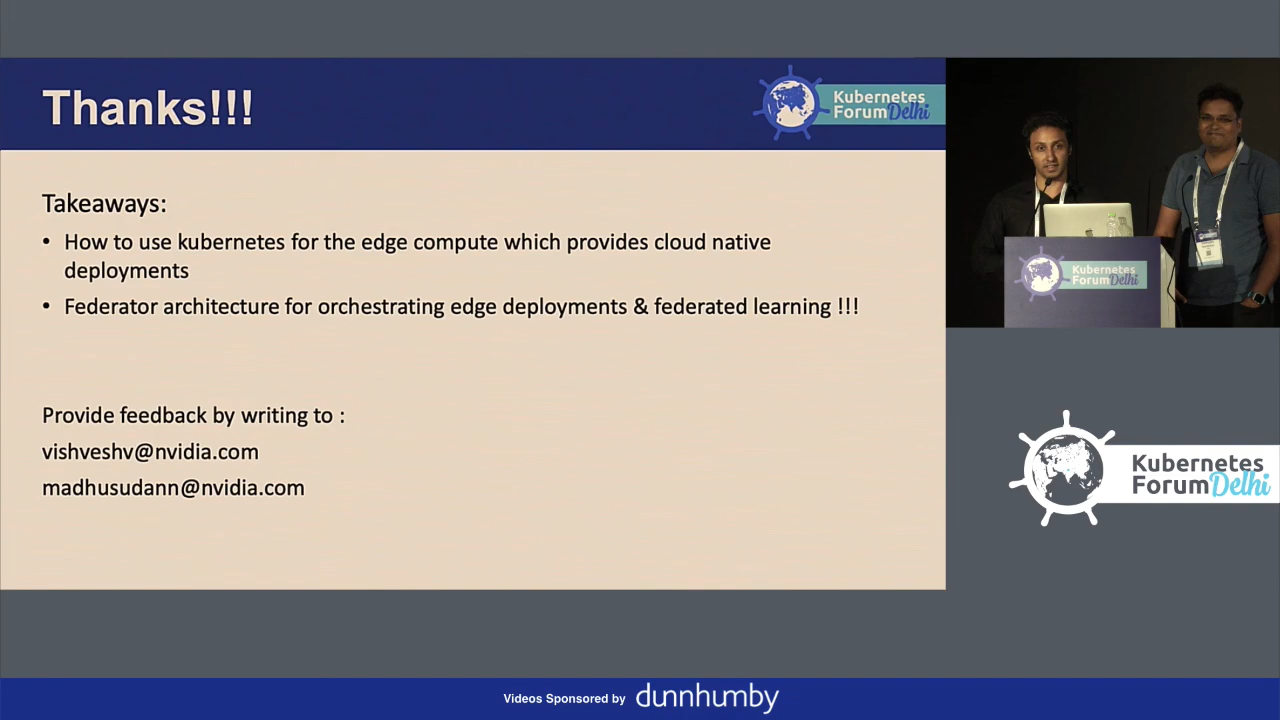 Thanks!!!
Kubernetes
Forum Delhi
Takeaways:
• How to use kubernetes for the edge compute which provides cloud native
deployments
• Federator architecture for orchestrating edge deployments & federated learning !!!
Provide feedback by writing to :
vishveshv@nvidia.com
madhusudann@nvidia.com
Kubernetes
Forum Delhi
Kubernetes
Forum Delhi
Videos Sponsored by dunnhumby